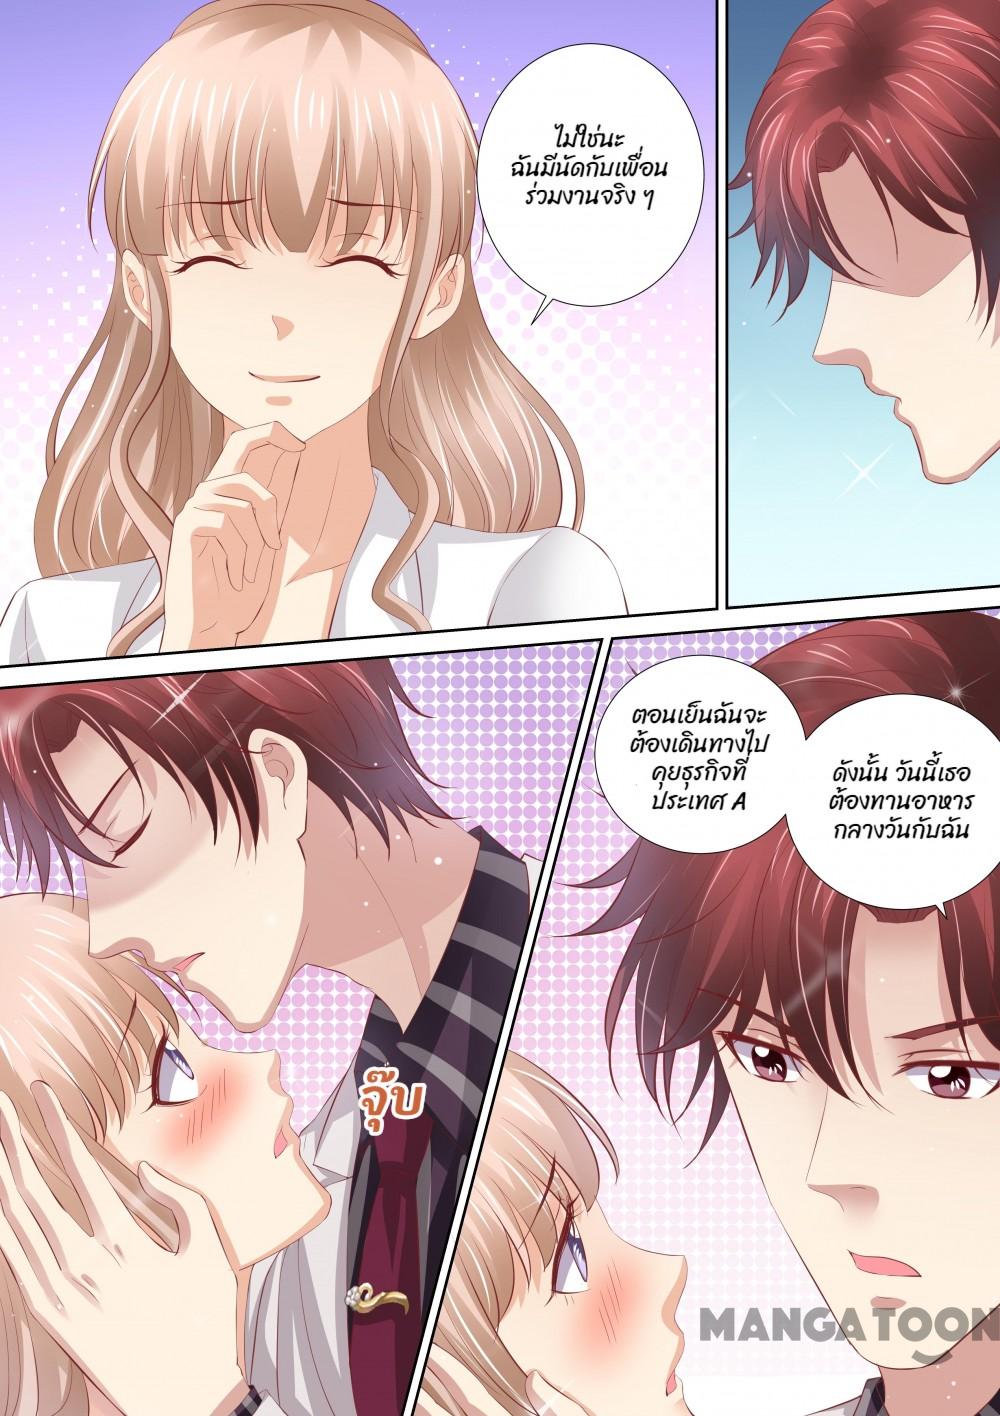 ไม่ใช่นะ
ฉันมีนัดกับเพื่อน
ร่วมงานจริง ๆ
ตอนเย็นฉันจะ
ต้องเดินทางไป
คุยธุรกิจที่
ประเทศ A
ดังนั้น วันนี้เธอ
ต้องทานอาหาร
กลางวันกับฉัน
จุ๊บ
MANGATOON